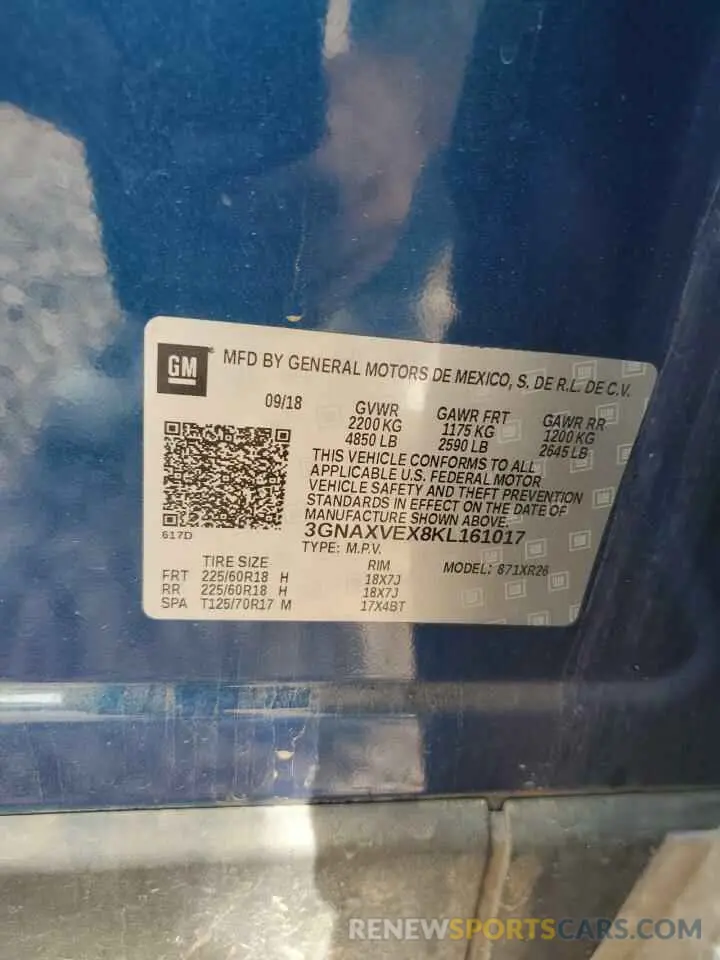 GM
MFD BY GENERAL MOTORS DE MEXICO, S. DE R.L. DE C.V.
09/18
GVWR
2200 KG
4850 LB
GAWR FRT
1175 KG
2590 LB
GAWR RR
1200 KG
2645 LB
THIS VEHICLE CONFORMS TO ALL
APPLICABLE U.S. FEDERAL MOTOR
VEHICLE SAFETY AND THEFT PREVENTION
STANDARDS IN EFFECT ON THE DATE OF
MANUFACTURE SHOWN ABOVE.
3GNAXVEX8KL161017
617D
TYPE: M.P.V.
MODEL: 871XR26
TIRE SIZE RIM
FRT 225/60R18 H 18X7J
RR 225/60R18 H 18X7J
SPA T125/70R17 M 17X4BT
RENEWSPORTSCARS.COM